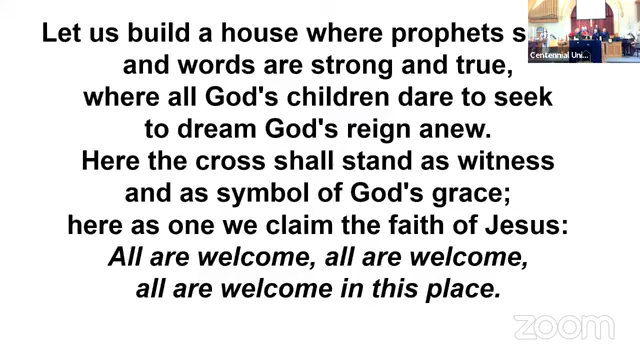 Let us build a house where prophets
and words are strong and true,
where all God's children dare to seek
to dream God's reign anew.
Here the cross shall stand as witness
and as symbol of God's grace;
here as one we claim the faith of Jesus:
All are welcome, all are welcome,
all are welcome in this place.
Centennial Uni...
zoom